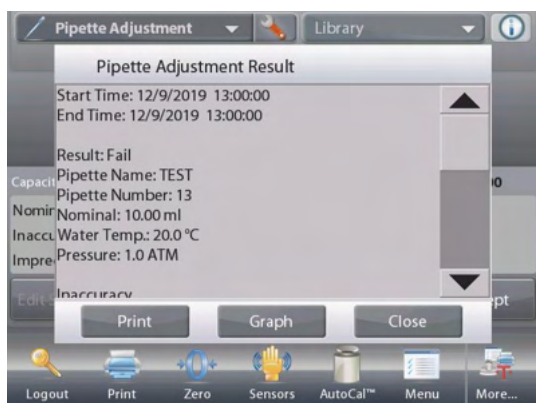 Pipette Adjustment
Library
Pipette Adjustment Result
Start Time: 12/9/2019 13:00:00
End Time: 12/9/2019 13:00:00
Result: Fail
Pipette Name: TEST
Pipette Number: 13
Nominal: 10.00 ml
Water Temp.: 20.0 °C
Pressure: 1.0 ATM
Inaccuracy
Print Graph Close
Logout Print Zero Sensors AutoCal™ Menu More...